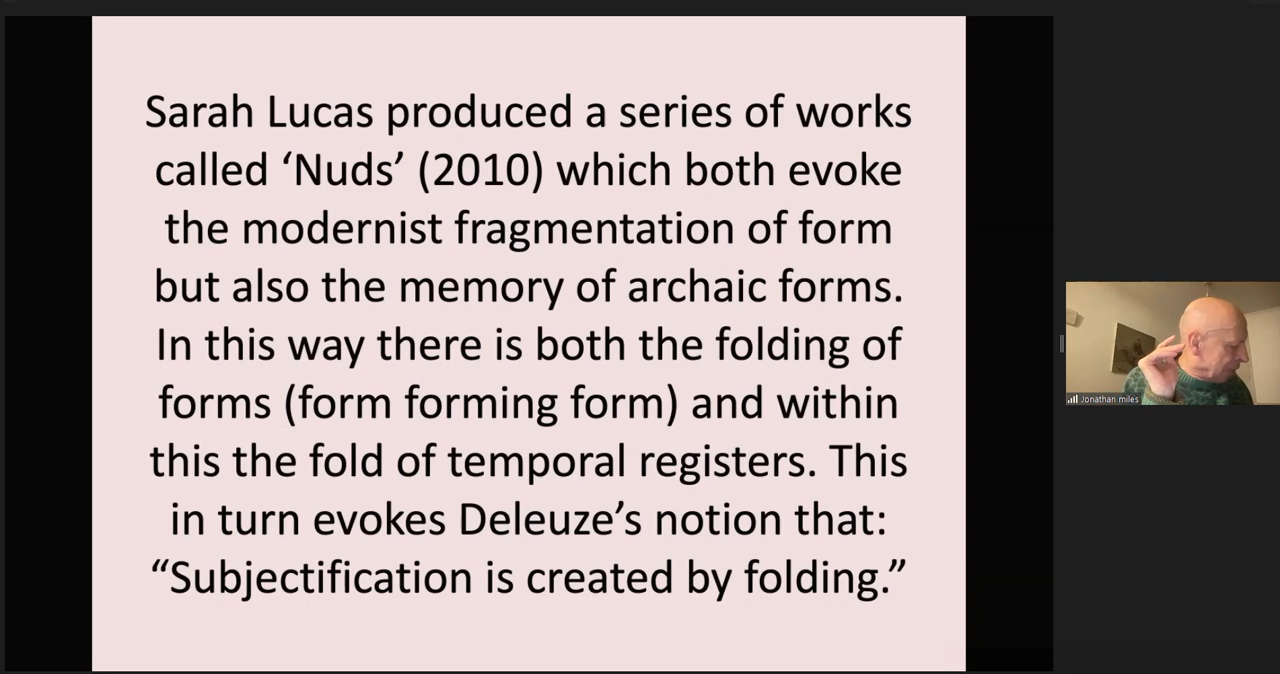 Sarah Lucas produced a series of works
called ‘Nuds’ (2010) which both evoke
the modernist fragmentation of form
but also the memory of archaic forms.
In this way there is both the folding of
forms (form forming form) and within
this the fold of temporal registers. This
in turn evokes Deleuze’s notion that:
“Subjectification is created by folding.”
Jonathan miles